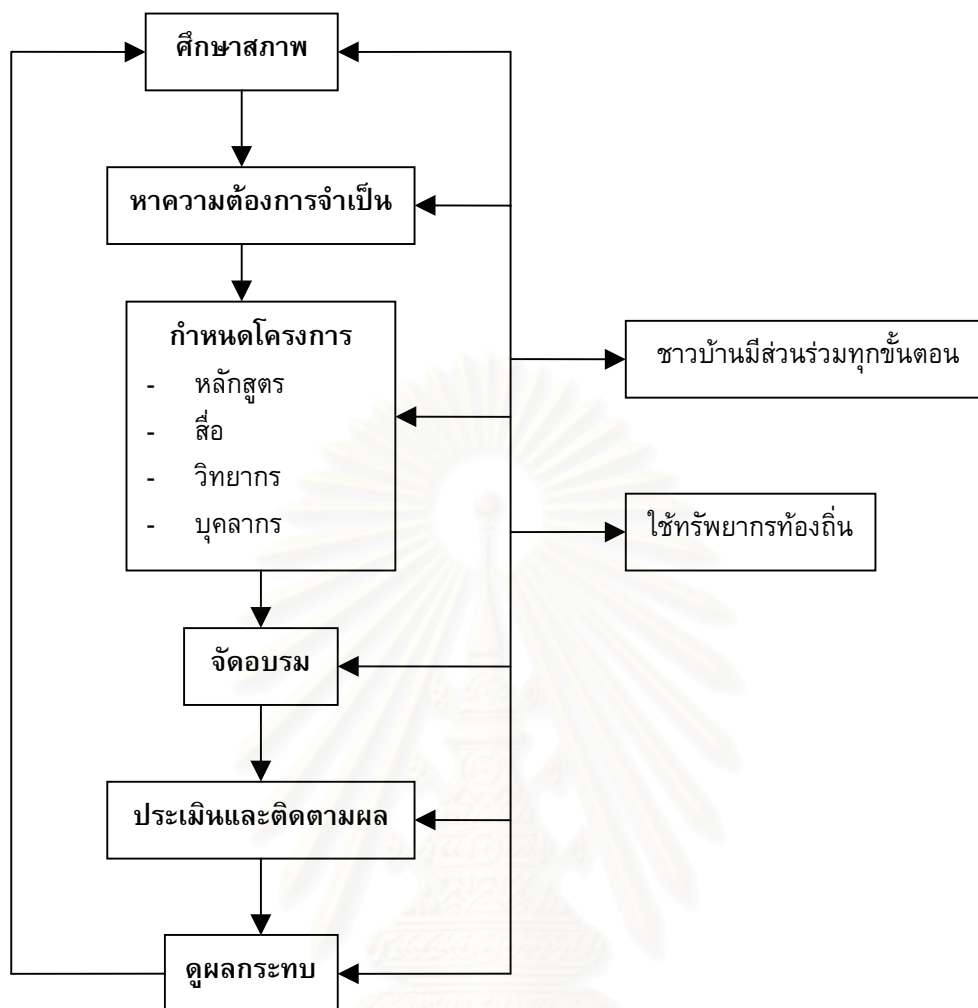 ศึกษาสภาพ
หาความต้องการจำเป็น
กำหนดโครงการ
- หลักสูตร
- สื่อ
- วิทยากร
- บุคลากร
จัดอบรม
ประเมินและติดตามผล
ดูผลกระทบ
ชาวบ้านมีส่วนร่วมทุกขั้นตอน
ใช้ทรัพยากรท้องถิ่น